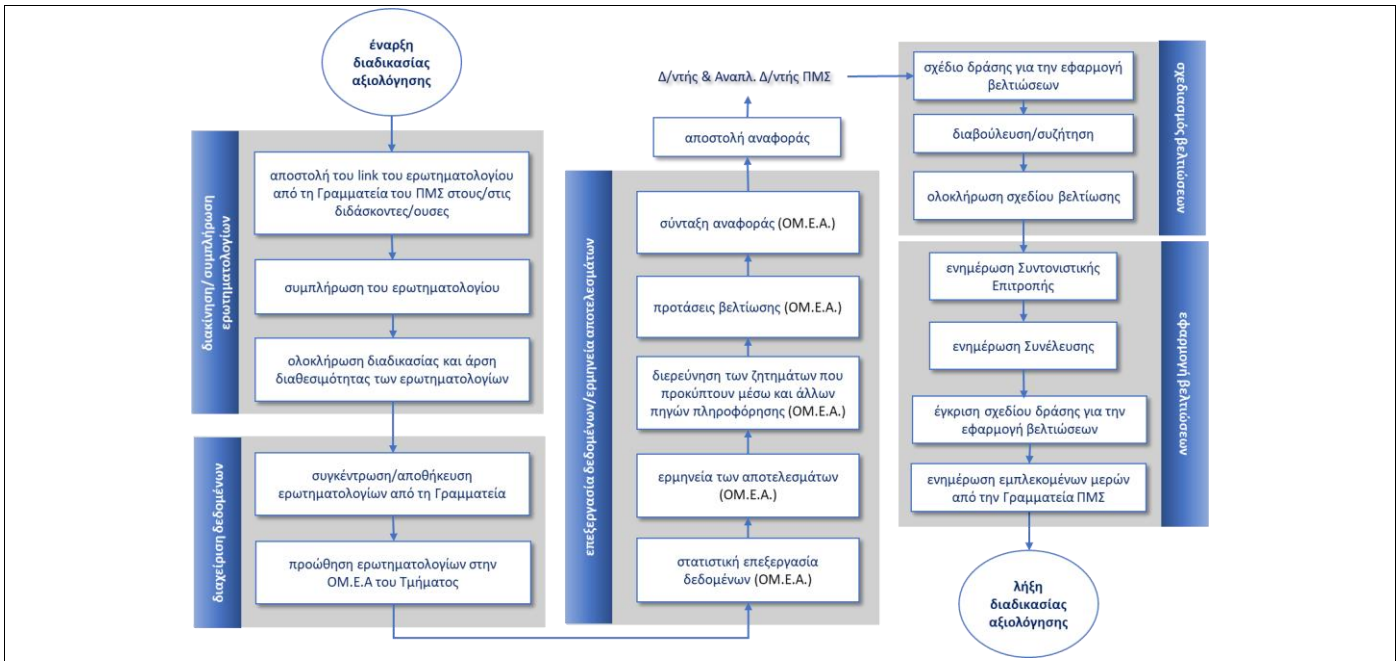 έναρξη
διαδικασίας
αξιολόγησης
διακίνηση/συμπλήρωση
ερωτηματολογίων
αποστολή του link του ερωτηματολογίου
από τη Γραμματεία του ΠΜΣ στους/στις
διδάσκοντες/ουσες
συμπλήρωση του ερωτηματολογίου
ολοκλήρωση διαδικασίας και άρση
διαθεσιμότητας των ερωτηματολογίων
διαχείριση δεδομένων
συγκέντρωση/αποθήκευση
ερωτηματολογίων από τη Γραμματεία
προώθηση ερωτηματολογίων στην
ΟΜ.Ε.Α του Τμήματος
επεξεργασία δεδομένων/ερμηνεία αποτελεσμάτων
στατιστική επεξεργασία
δεδομένων (ΟΜ.Ε.Α.)
ερμηνεία των αποτελεσμάτων
(ΟΜ.Ε.Α.)
διερεύνηση των ζητημάτων που
προκύπτουν μέσω και άλλων
πηγών πληροφόρησης (ΟΜ.Ε.Α.)
προτάσεις βελτίωσης (ΟΜ.Ε.Α.)
σύνταξη αναφοράς (ΟΜ.Ε.Α.)
αποστολή αναφοράς
Δ/ντής & Αναπλ. Δ/ντής ΠΜΣ
σχεδιασμός βελτιώσεων
σχέδιο δράσης για την εφαρμογή
βελτιώσεων
διαβούλευση/συζήτηση
ολοκλήρωση σχεδίου βελτίωσης
εφαρμογή βελτιώσεων
ενημέρωση Συντονιστικής
Επιτροπής
ενημέρωση Συνέλευσης
έγκριση σχεδίου δράσης για την
εφαρμογή βελτιώσεων
ενημέρωση εμπλεκομένων μερών
από την Γραμματεία ΠΜΣ
λήξη
διαδικασίας
αξιολόγησης